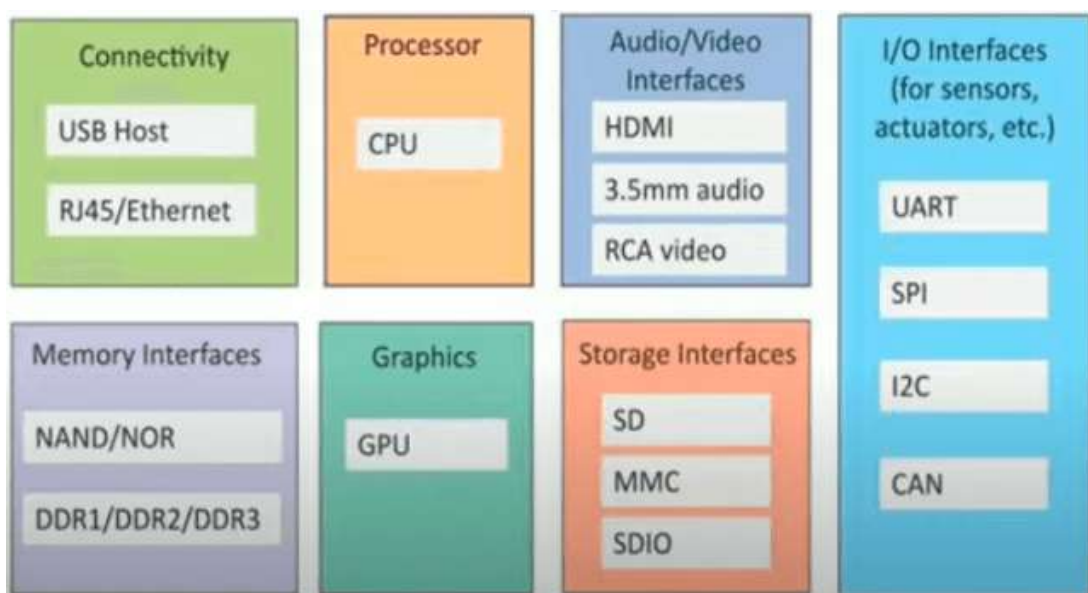 Connectivity
USB Host
RJ45/Ethernet
Processor
CPU
Audio/Video
Interfaces
HDMI
3.5mm audio
RCA video
I/O Interfaces
(for sensors,
actuators, etc.)
UART
SPI
I2C
CAN
Memory Interfaces
NAND/NOR
DDR1/DDR2/DDR3
Graphics
GPU
Storage Interfaces
SD
MMC
SDIO